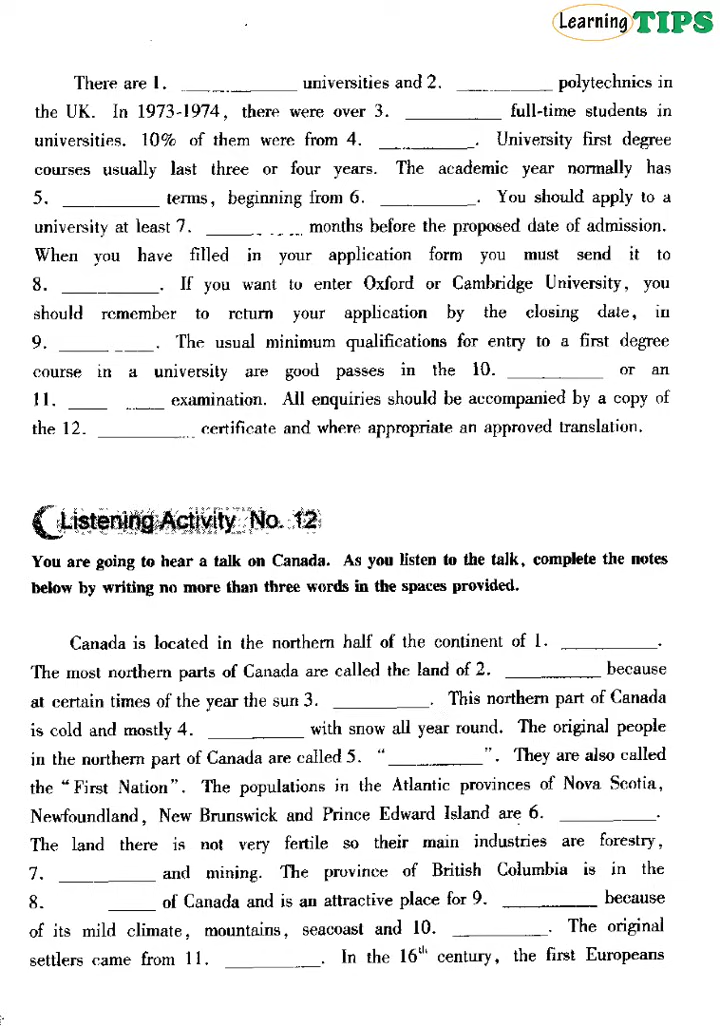 Learning TIPS
There are 1. ____________ universities and 2. __________ polytechnics in
the UK. In 1973-1974, there were over 3. __________ full-time students in
universities. 10% of them were from 4. __________. University first degree
courses usually last three or four years. The academic year normally has
5. __________ terms, beginning from 6. __________. You should apply to a
university at least 7. __________ months before the proposed date of admission.
When you have filled in your application form you must send it to
8. __________. If you want to enter Oxford or Cambridge University, you
should remember to return your application by the closing date, in
9. __________. The usual minimum qualifications for entry to a first degree
course in a university are good passes in the 10. __________ or an
11. __________ examination. All enquiries should be accompanied by a copy of
the 12. __________ certificate and where appropriate an approved translation.
Listening Activity No. 12
You are going to hear a talk on Canada. As you listen to the talk, complete the notes
below by writing no more than three words in the spaces provided.
Canada is located in the northern half of the continent of 1. __________.
The most northern parts of Canada are called the land of 2. __________ because
at certain times of the year the sun 3. __________. This northern part of Canada
is cold and mostly 4. __________ with snow all year round. The original people
in the northern part of Canada are called 5. "__________". They are also called
the "First Nation". The populations in the Atlantic provinces of Nova Scotia,
Newfoundland, New Brunswick and Prince Edward Island are 6. __________.
The land there is not very fertile so their main industries are forestry,
7. __________ and mining. The province of British Columbia is in the
8. __________ of Canada and is an attractive place for 9. __________ because
of its mild climate, mountains, seacoast and 10. __________. The original
settlers came from 11. __________. In the 16th century, the first Europeans